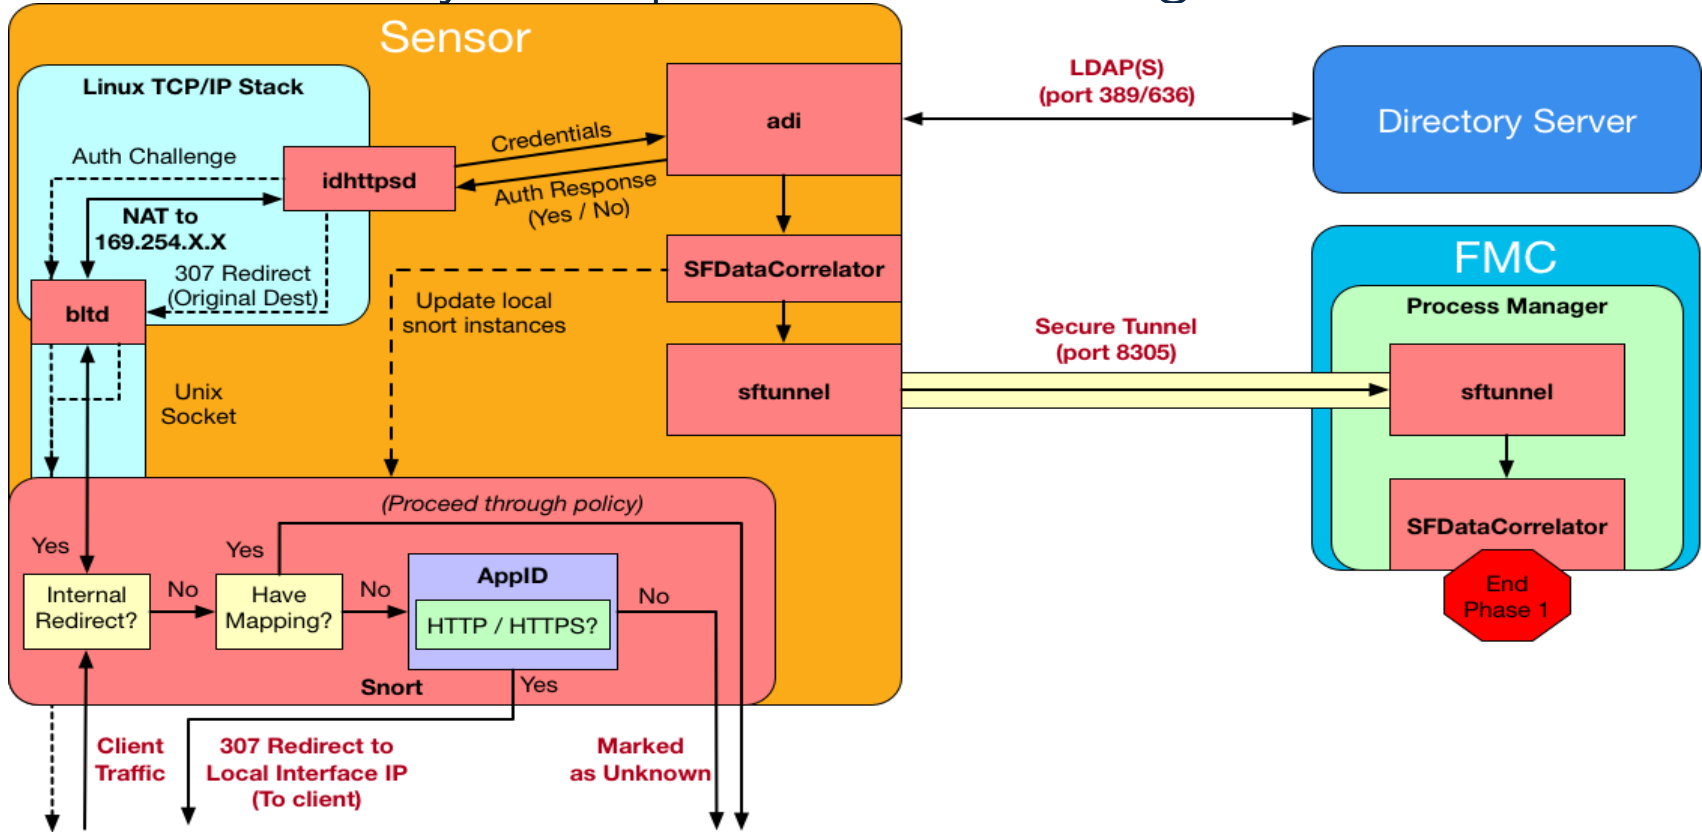 Sensor
Linux TCP/IP Stack
Auth Challenge
idhttpsd
NAT to
169.254.X.X
307 Redirect
(Original Dest)
bltd
Unix
Socket
Credentials
Auth Response
(Yes / No)
adi
SFDataCorrelator
Update local
snort instances
sftunnel
LDAP(S)
(port 389/636)
Directory Server
Secure Tunnel
(port 8305)
FMC
Process Manager
sftunnel
SFDataCorrelator
End
Phase 1
(Proceed through policy)
Yes
Internal
Redirect?
No
Yes
Have
Mapping?
No
AppID
HTTP / HTTPS?
No
Yes
Snort
Client
Traffic
307 Redirect to
Local Interface IP
(To client)
Marked
as Unknown